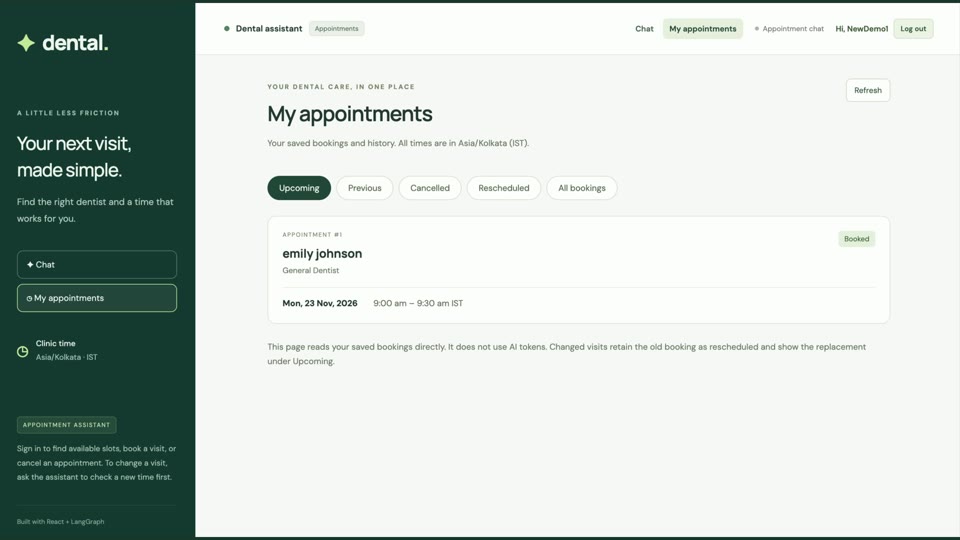 dental.
A LITTLE LESS FRICTION
Your next visit,
made simple.
Find the right dentist and a time that
works for you.
Chat
My appointments
Clinic time
Asia/Kolkata · IST
APPOINTMENT ASSISTANT
Sign in to find available slots, book a visit, or
cancel an appointment. To change a visit,
ask the assistant to check a new time first.
Built with React + LangGraph
Dental assistant Appointments
Chat My appointments Appointment chat Hi, NewDemo1 Log out
YOUR DENTAL CARE, IN ONE PLACE
Refresh
My appointments
Your saved bookings and history. All times are in Asia/Kolkata (IST).
Upcoming Previous Cancelled Rescheduled All bookings
APPOINTMENT #1
Booked
emily johnson
General Dentist
Mon, 23 Nov, 2026 9:00 am – 9:30 am IST
This page reads your saved bookings directly. It does not use AI tokens. Changed visits retain the old booking as rescheduled and show the replacement
under Upcoming.